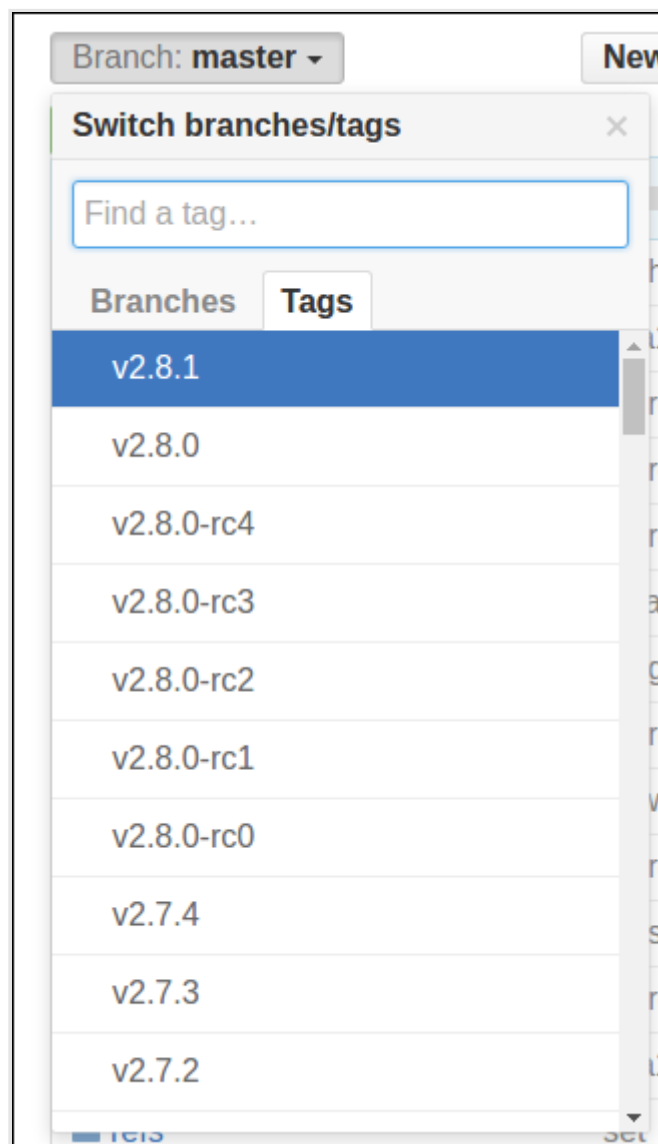 Branch: master
New
Switch branches/tags
×
Find a tag…
Branches Tags
v2.8.1
v2.8.0
v2.8.0-rc4
v2.8.0-rc3
v2.8.0-rc2
v2.8.0-rc1
v2.8.0-rc0
v2.7.4
v2.7.3
v2.7.2
refs
set